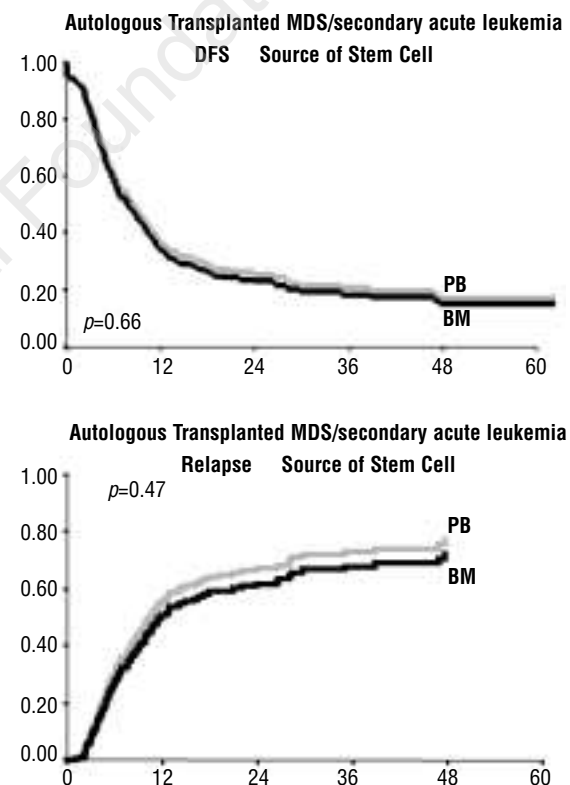 Autologous Transplanted MDS/secondary acute leukemia
DFS Source of Stem Cell
1.00
0.80
0.60
0.40
0.20
0.00
p=0.66
PB
BM
0 12 24 36 48 60
Autologous Transplanted MDS/secondary acute leukemia
Relapse Source of Stem Cell
1.00
0.80
0.60
0.40
0.20
0.00
p=0.47
PB
BM
0 12 24 36 48 60